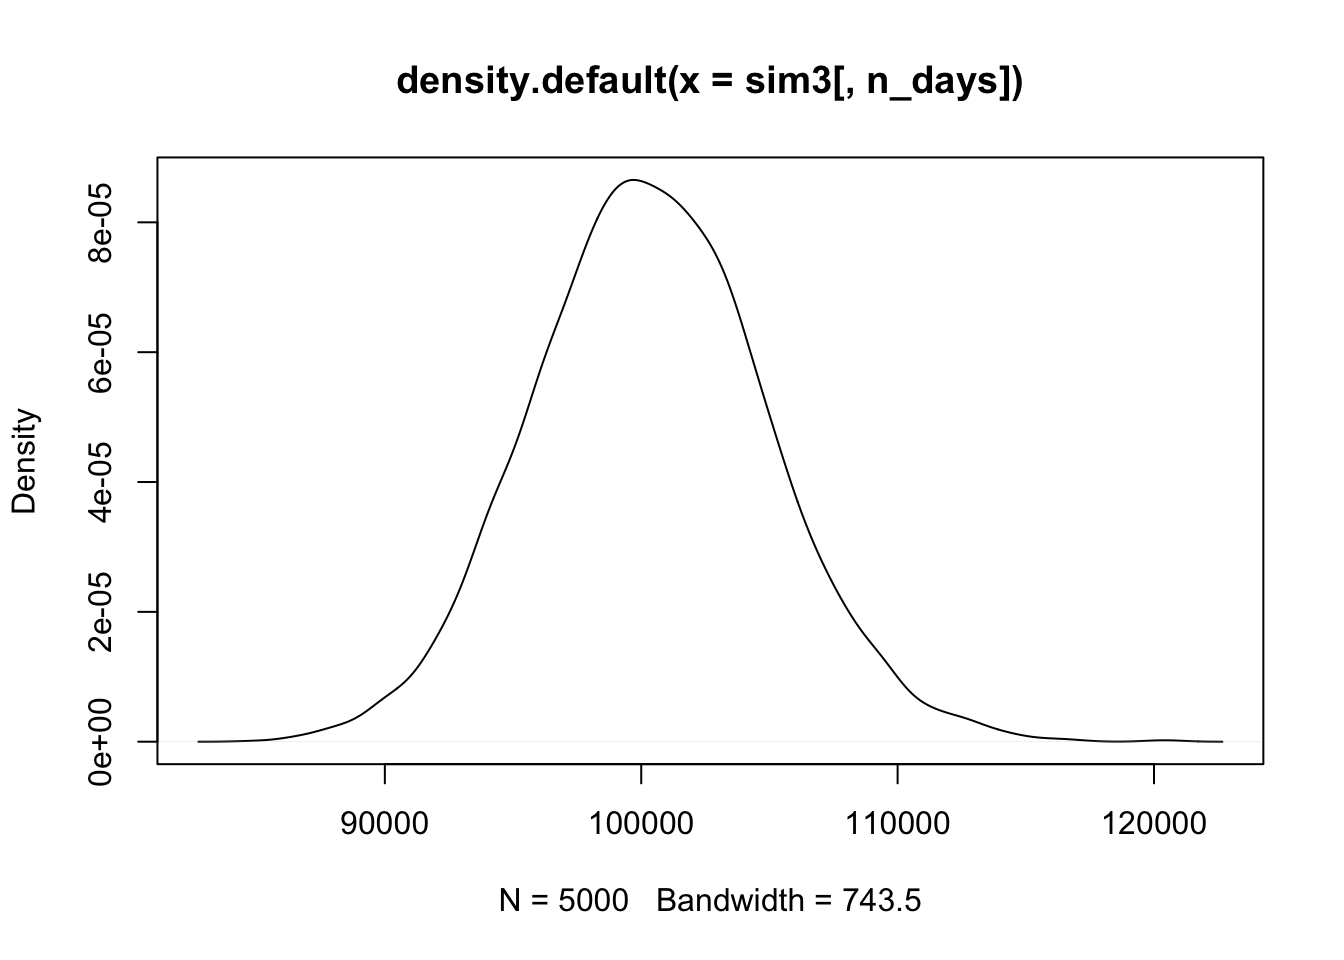 density.default(x = sim3[, n_days])
Density
8e-05
6e-05
4e-05
2e-05
0e+00
90000 100000 110000 120000
N = 5000 Bandwidth = 743.5